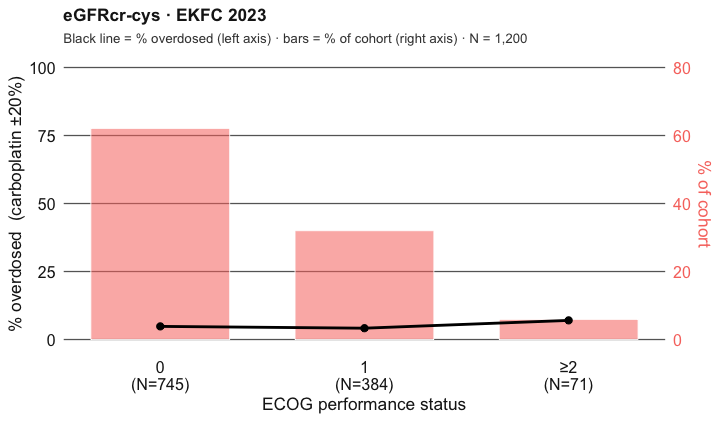 eGFRcr-cys · EKFC 2023
Black line = % overdosed (left axis) · bars = % of cohort (right axis) · N = 1,200
100
75
50
25
0
% overdosed  (carboplatin ±20%)
80
60
40
20
0
% of cohort
0
(N=745)
1
(N=384)
≥2
(N=71)
ECOG performance status